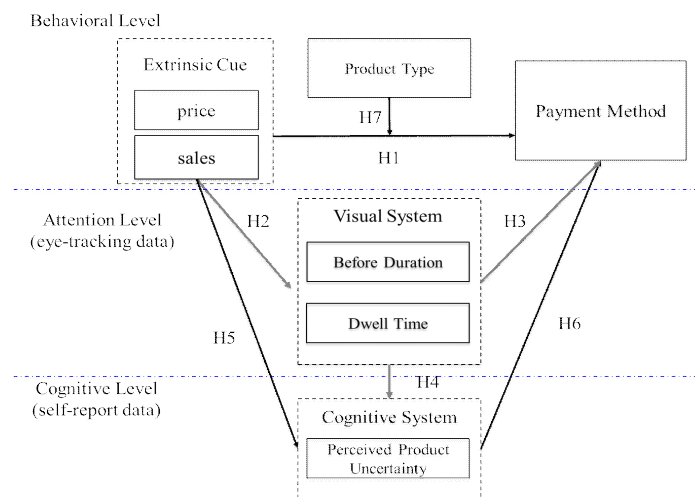 Behavioral Level
Extrinsic Cue
price
sales
Product Type
H7
H1
Payment Method
Attention Level
(eye-tracking data)
H2
Visual System
Before Duration
Dwell Time
H3
H5
H6
H4
Cognitive Level
(self-report data)
Cognitive System
Perceived Product
Uncertainty